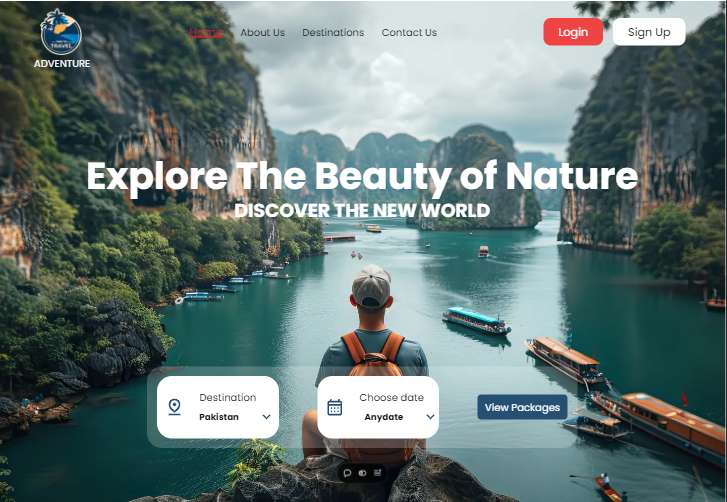 TRAVEL
ADVENTURE
Home
About Us
Destinations
Contact Us
Login
Sign Up
Explore The Beauty of Nature
DISCOVER THE NEW WORLD
Destination
Pakistan
Choose date
Anydate
View Packages